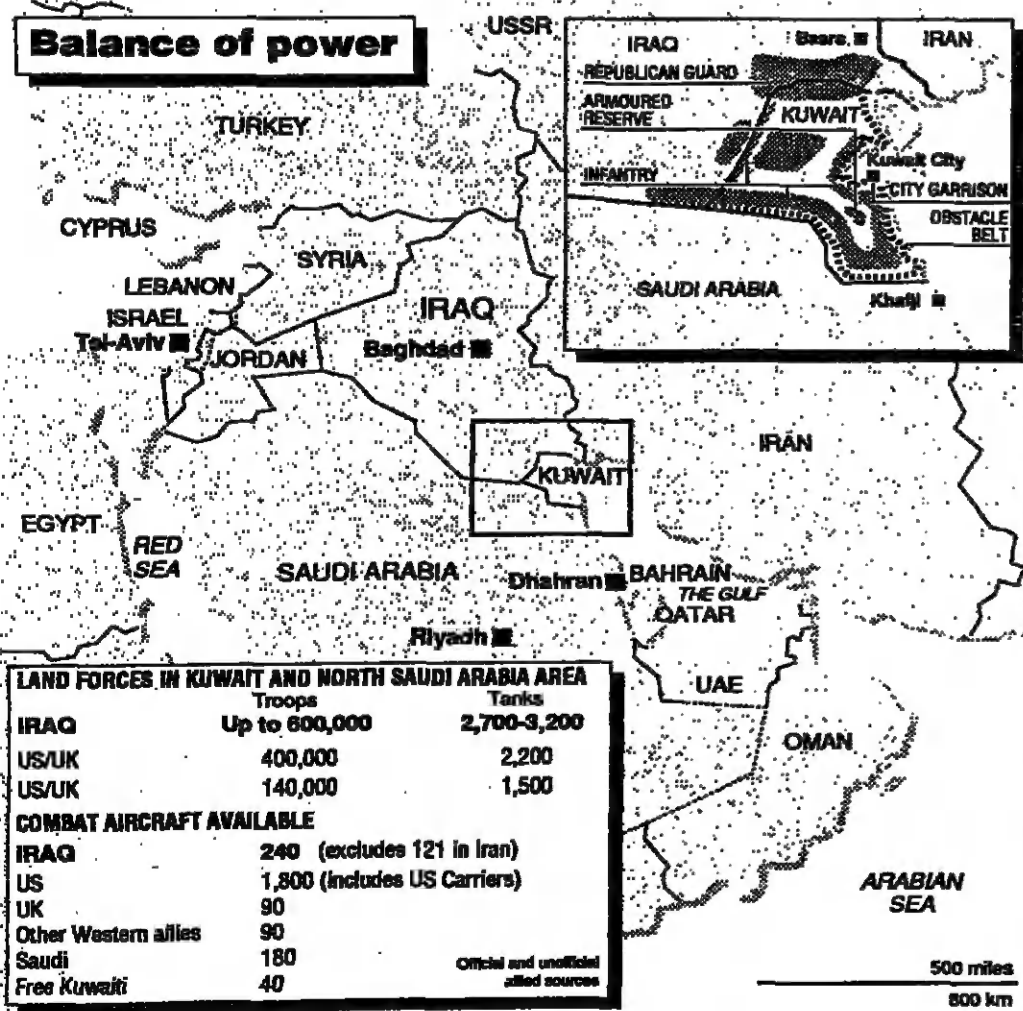 Balance of power
USSR
TURKEY
CYPRUS
SYRIA
LEBANON
ISRAEL
Tel-Aviv
JORDAN
IRAQ
Baghdad
KUWAIT
IRAN
EGYPT
RED
SEA
SAUDI ARABIA
Dhahran
BAHRAIN
THE GULF
QATAR
Riyadh
UAE
OMAN
ARABIAN
SEA
500 miles
800 km
IRAQ
Basra
IRAN
REPUBLICAN GUARD
ARMOURED
RESERVE
KUWAIT
INFANTRY
Kuwait City
CITY GARRISON
OBSTACLE
BELT
SAUDI ARABIA
Khafji
LAND FORCES IN KUWAIT AND NORTH SAUDI ARABIA AREA
Troops Tanks
IRAQ Up to 600,000 2,700-3,200
US/UK 400,000 2,200
US/UK 140,000 1,500
COMBAT AIRCRAFT AVAILABLE
IRAQ 240 (excludes 121 in Iran)
US 1,800 (includes US Carriers)
UK 90
Other Western allies 90
Saudi 180
Free Kuwaiti 40
Official and unofficial
allied sources